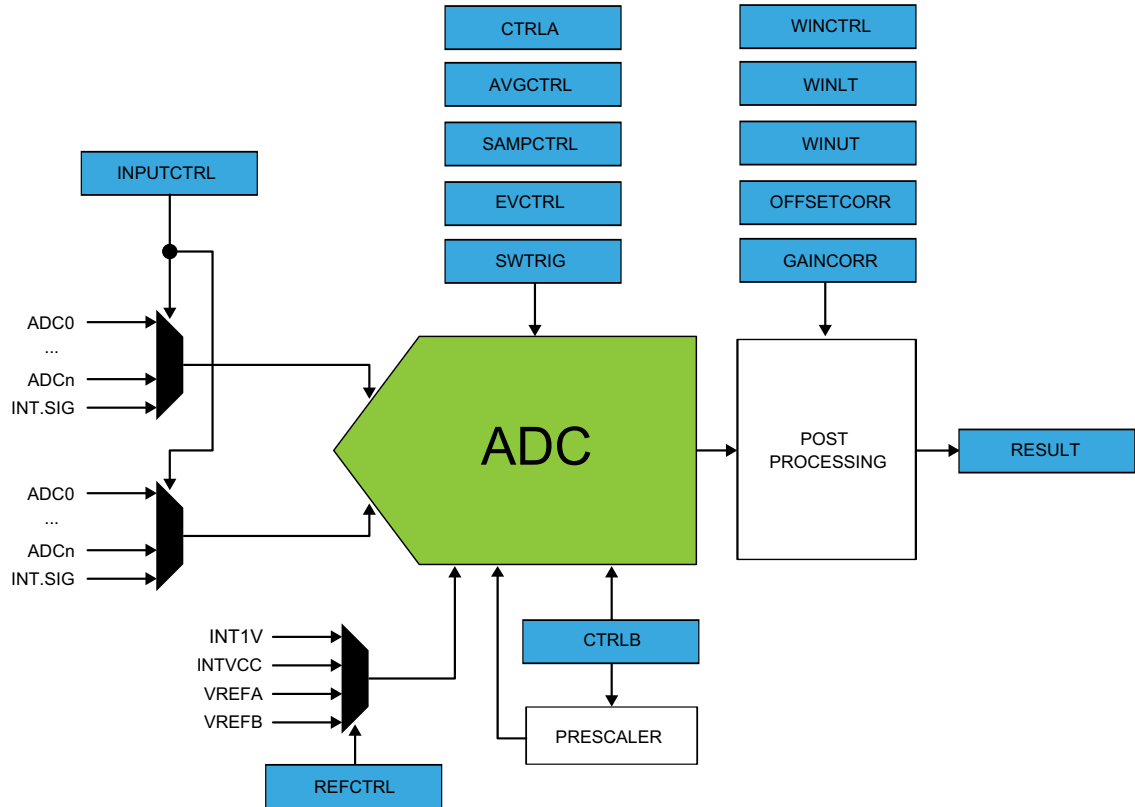 CTRLA
WINCTRL
AVGCTRL
WINLT
SAMPCTRL
WINUT
INPUTCTRL
EVCTRL
OFFSETCORR
SWTRIG
GAINCORR
ADC0
...
ADCn
INT.SIG
ADC
POST
PROCESSING
RESULT
ADC0
...
ADCn
INT.SIG
INT1V
INTVCC
VREFA
VREFB
CTRLB
PRESCALER
REFCTRL